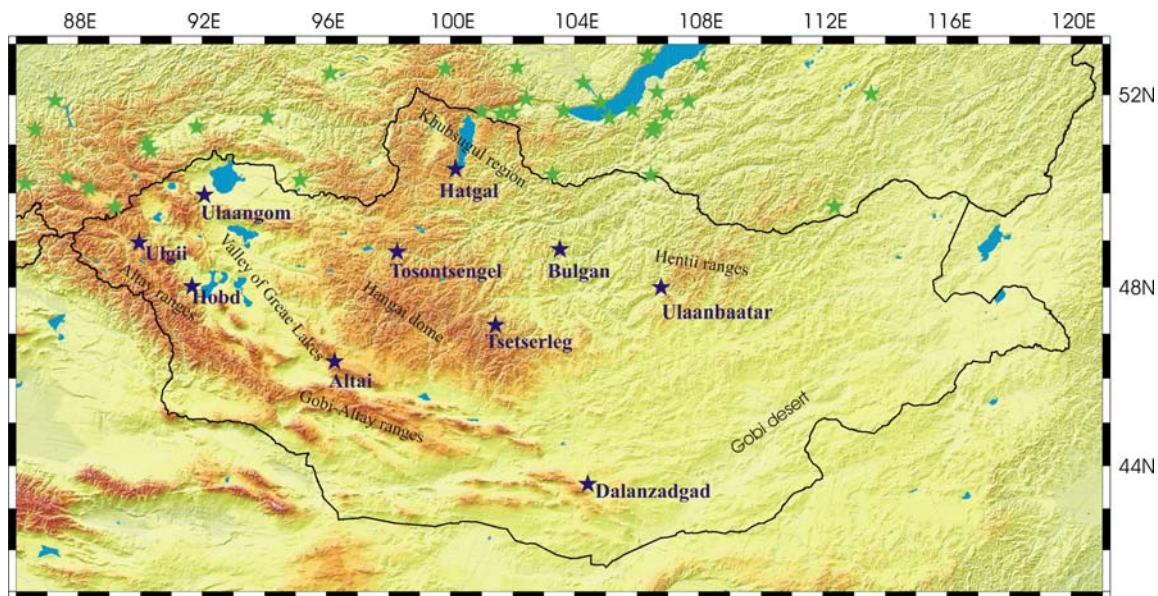 88E 92E 96E 100E 104E 108E 112E 116E 120E
52N
Khubsugul region
Hatgal
Ulaangom
Ulgii
Valley of Greae Lakes
Tosontsengel
Bulgan
Hentii ranges
48N
Altay ranges
Hobd
Hangai dome
Ulaanbaatar
Tsetserleg
Altai
Gobi-Altay ranges
Gobi desert
44N
Dalanzadgad